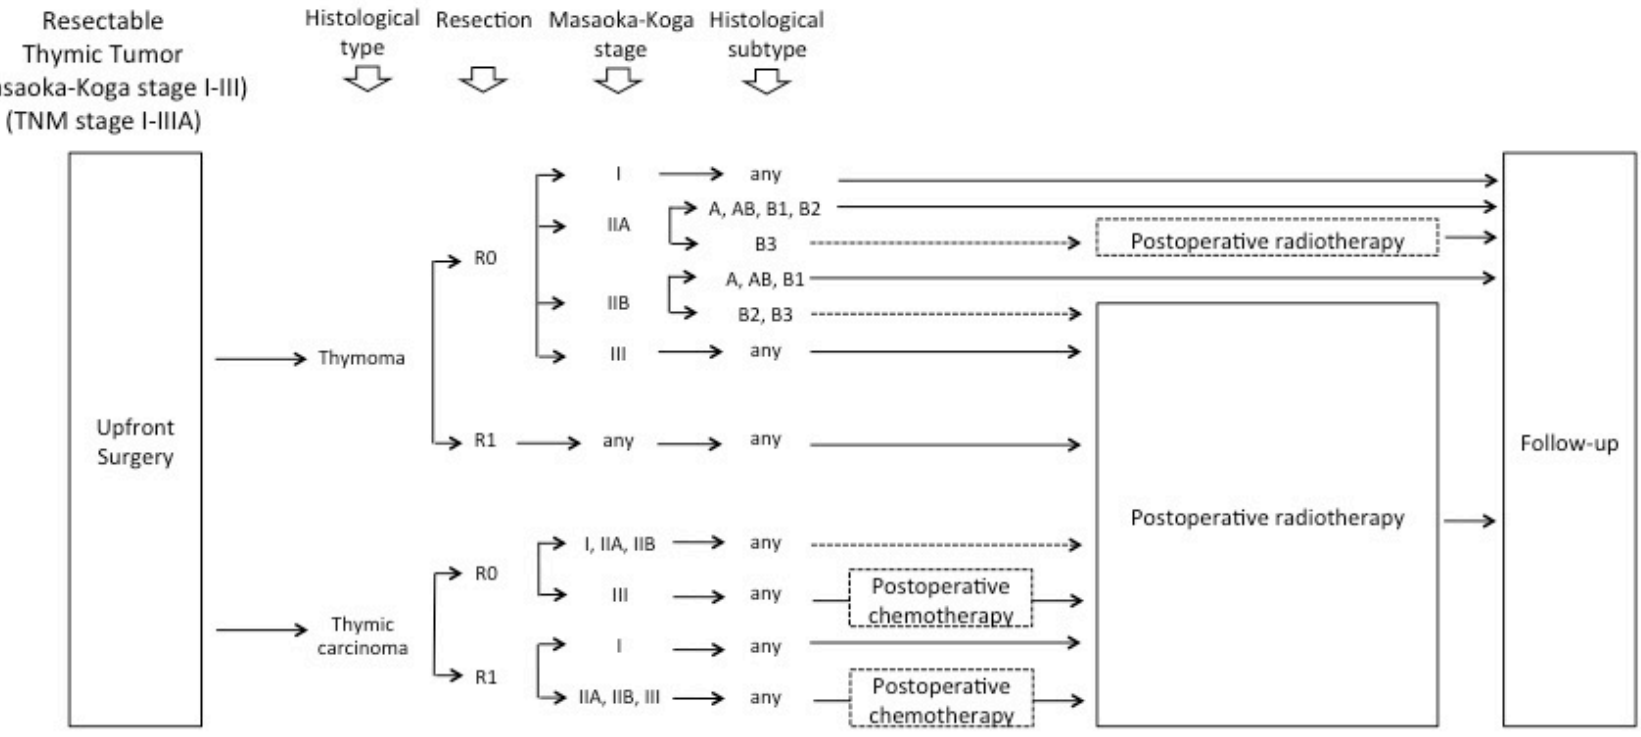 Resectable
Thymic Tumor
saoka-Koga stage I-III)
(TNM stage I-IIIA)
Histological
type
Resection
Masaoka-Koga
stage
Histological
subtype
Upfront
Surgery
Thymoma
R0
I
any
IIA
A, AB, B1, B2
B3
Postoperative radiotherapy
IIB
A, AB, B1
B2, B3
III
any
R1
any
any
Thymic
carcinoma
R0
I, IIA, IIB
any
III
any
Postoperative
chemotherapy
R1
I
any
IIA, IIB, III
any
Postoperative
chemotherapy
Postoperative radiotherapy
Follow-up